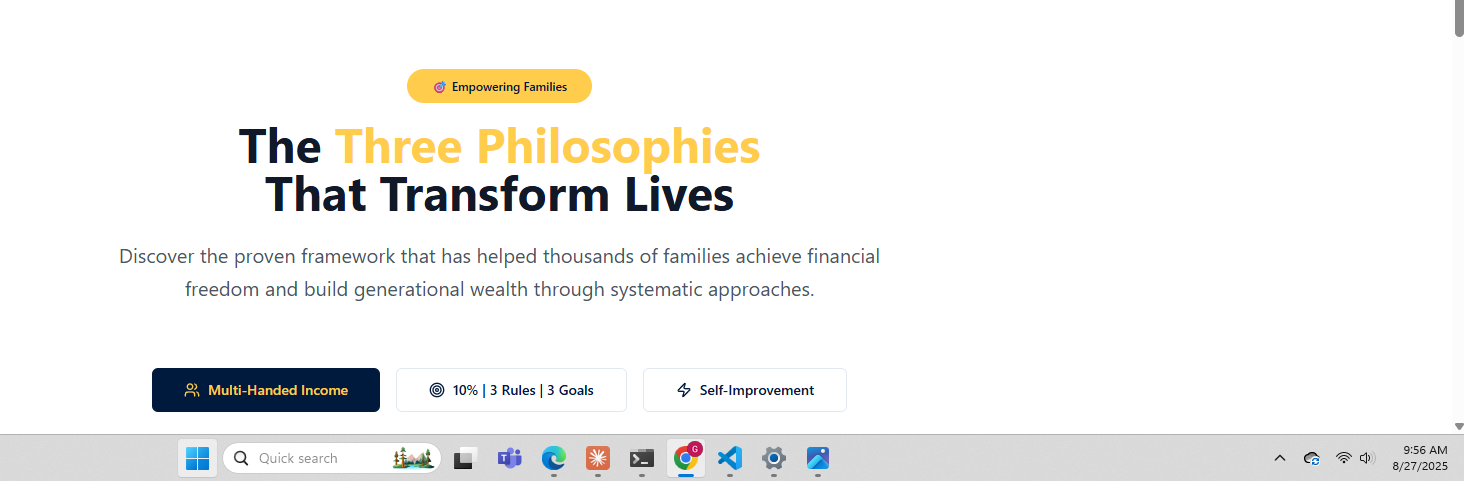 Empowering Families
The Three Philosophies
That Transform Lives
Discover the proven framework that has helped thousands of families achieve financial
freedom and build generational wealth through systematic approaches.
Multi-Handed Income
10% | 3 Rules | 3 Goals
Self-Improvement
Quick search
G
9:56 AM
8/27/2025